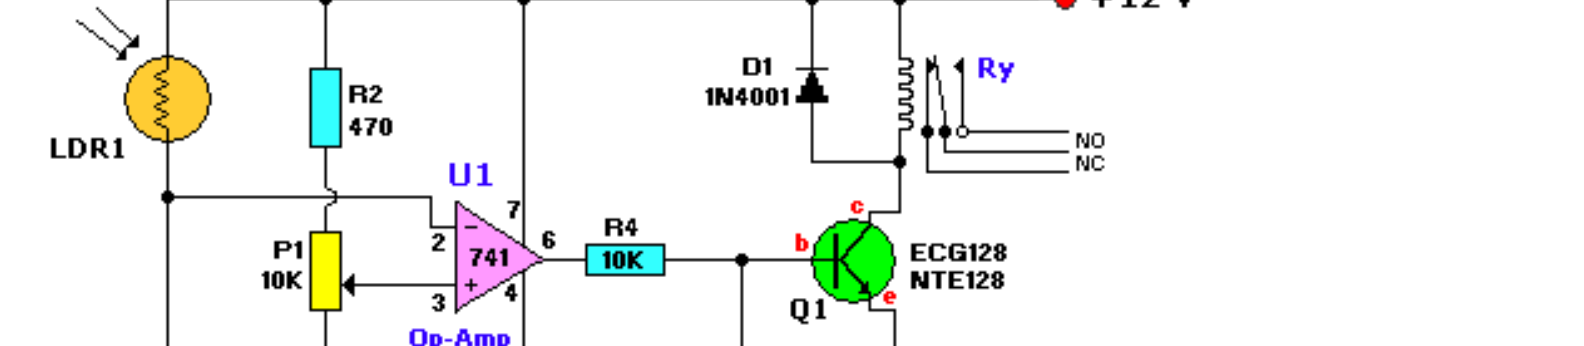 +12 V
D1
1N4001
Ry
R2
470
LDR1
NO
NC
U1
7
2
741
6
3
4
R4
10K
P1
10K
c
b
e
ECG128
NTE128
Q1
Op-Amp